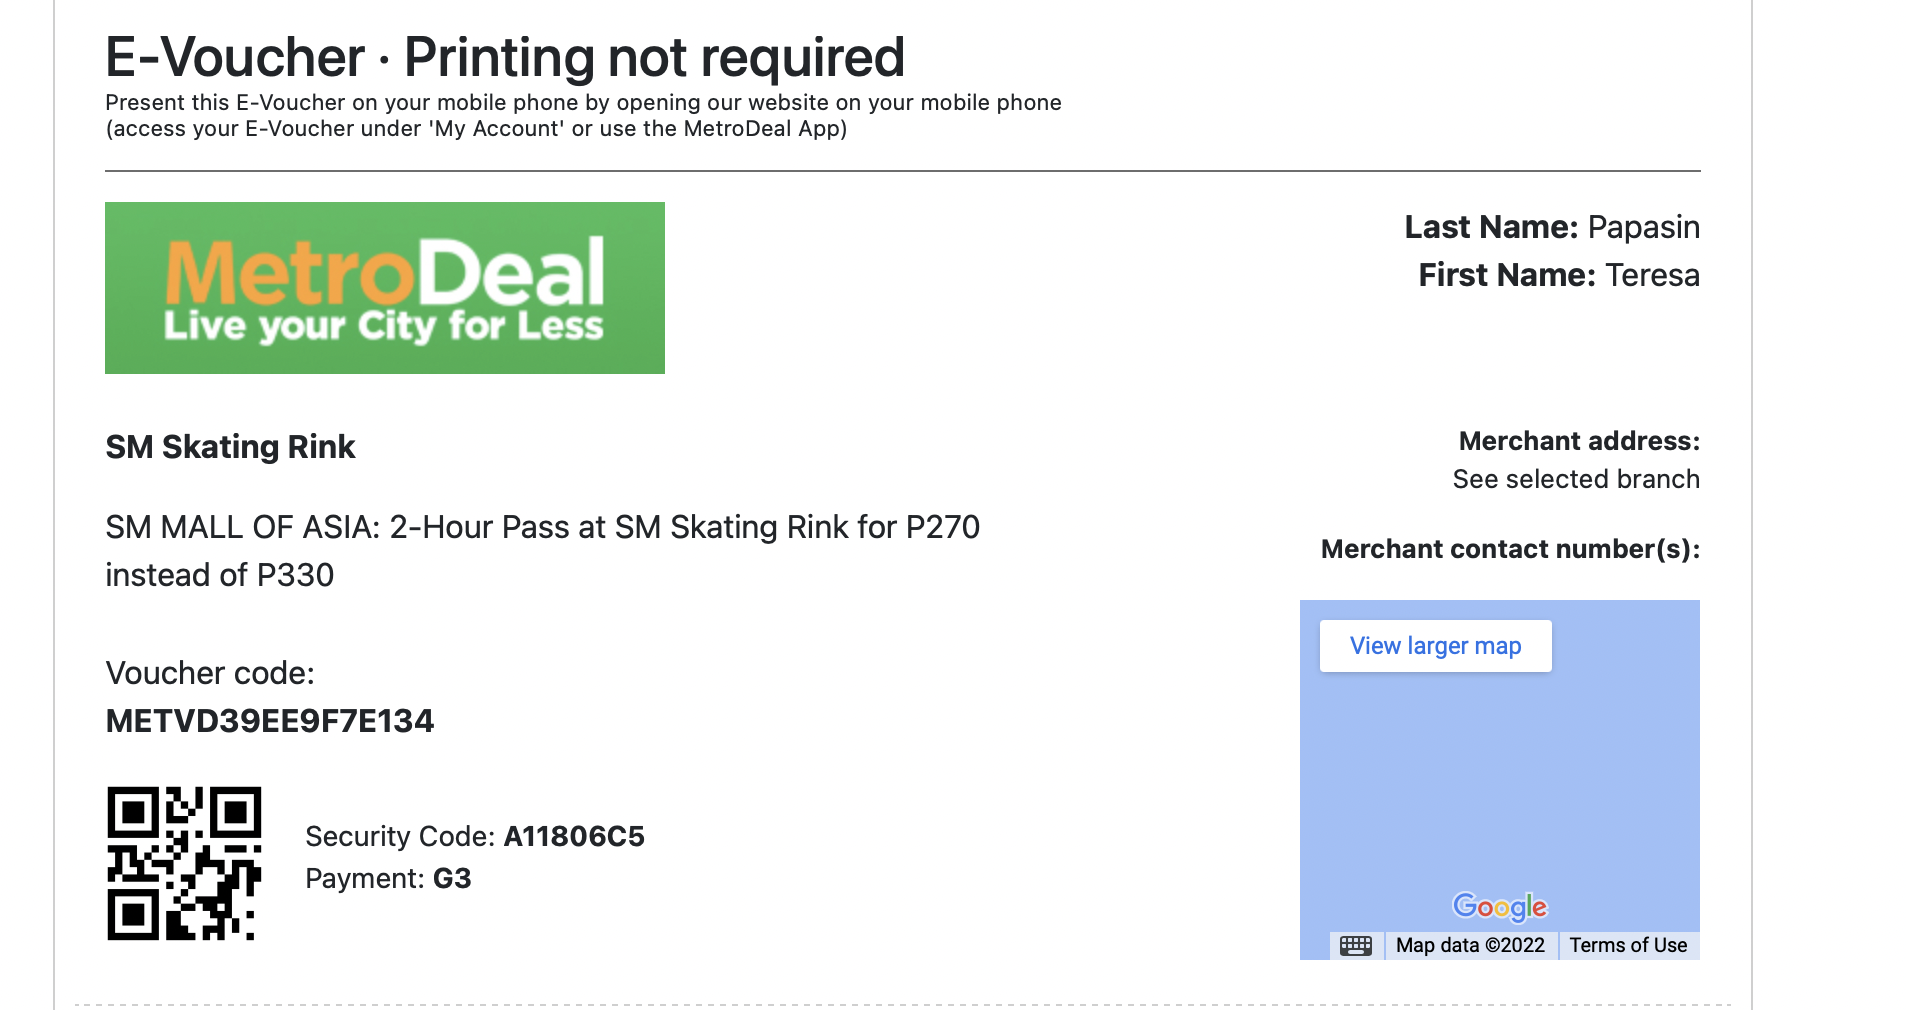 E-Voucher · Printing not required
Present this E-Voucher on your mobile phone by opening our website on your mobile phone
(access your E-Voucher under 'My Account' or use the MetroDeal App)
MetroDeal
Live your City for Less
Last Name: Papasin
First Name: Teresa
SM Skating Rink
SM MALL OF ASIA: 2-Hour Pass at SM Skating Rink for P270
instead of P330
Voucher code:
METVD39EE9F7E134
Security Code: A11806C5
Payment: G3
Merchant address:
See selected branch
Merchant contact number(s):
View larger map
Google
Map data ©2022
Terms of Use